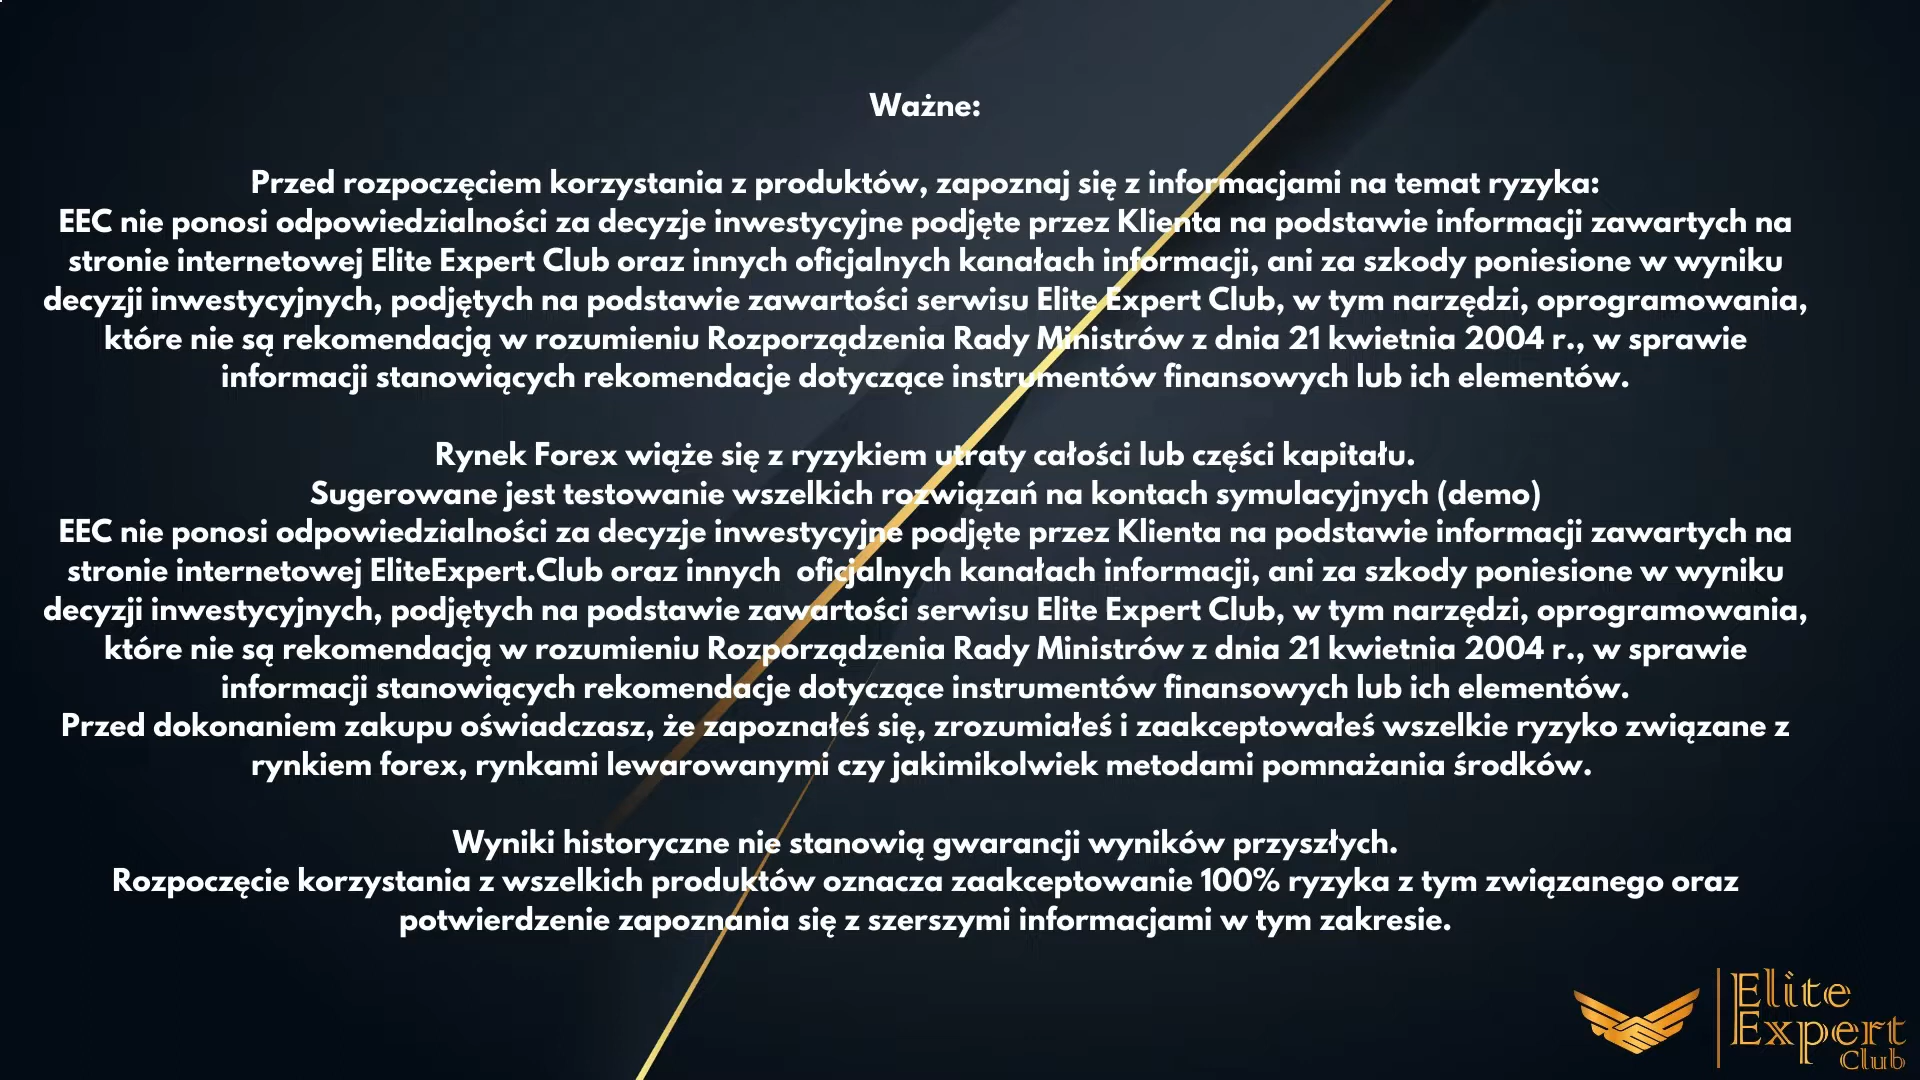 Ważne:
Przed rozpoczęciem korzystania z produktów, zapoznaj się z informacjami na temat ryzyka:
EEC nie ponosi odpowiedzialności za decyzje inwestycyjne podjęte przez Klienta na podstawie informacji zawartych na
stronie internetowej Elite Expert Club oraz innych oficjalnych kanałach informacji, ani za szkody poniesione w wyniku
decyzji inwestycyjnych, podjętych na podstawie zawartości serwisu Elite Expert Club, w tym narzędzi, oprogramowania,
które nie są rekomendacją w rozumieniu Rozporządzenia Rady Ministrów z dnia 21 kwietnia 2004 r., w sprawie
informacji stanowiących rekomendacje dotyczące instrumentów finansowych lub ich elementów.
Rynek Forex wiąże się z ryzykiem utraty całości lub części kapitału.
Sugerowane jest testowanie wszelkich rozwiązań na kontach symulacyjnych (demo)
EEC nie ponosi odpowiedzialności za decyzje inwestycyjne podjęte przez Klienta na podstawie informacji zawartych na
stronie internetowej EliteExpert.Club oraz innych  oficjalnych kanałach informacji, ani za szkody poniesione w wyniku
decyzji inwestycyjnych, podjętych na podstawie zawartości serwisu Elite Expert Club, w tym narzędzi, oprogramowania,
które nie są rekomendacją w rozumieniu Rozporządzenia Rady Ministrów z dnia 21 kwietnia 2004 r., w sprawie
informacji stanowiących rekomendacje dotyczące instrumentów finansowych lub ich elementów.
Przed dokonaniem zakupu oświadczasz, że zapoznałeś się, zrozumiałeś i zaakceptowałeś wszelkie ryzyko związane z
rynkiem forex, rynkami lewarowanymi czy jakimikolwiek metodami pomnażania środków.
Wyniki historyczne nie stanowią gwarancji wyników przyszłych.
Rozpoczęcie korzystania z wszelkich produktów oznacza zaakceptowanie 100% ryzyka z tym związanego oraz
potwierdzenie zapoznania się z szerszymi informacjami w tym zakresie.
Elite
Expert
Club